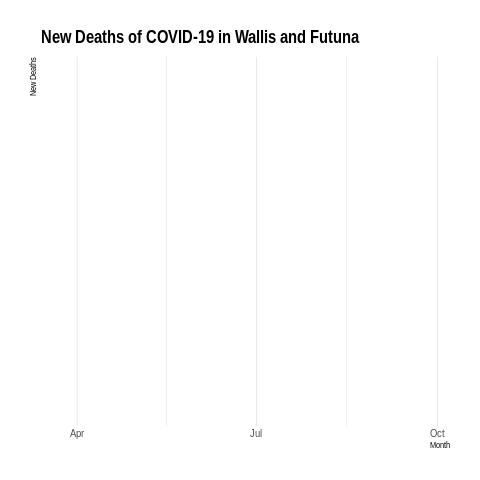 New Deaths of COVID-19 in Wallis and Futuna
New Deaths
Apr
Jul
Oct
Month